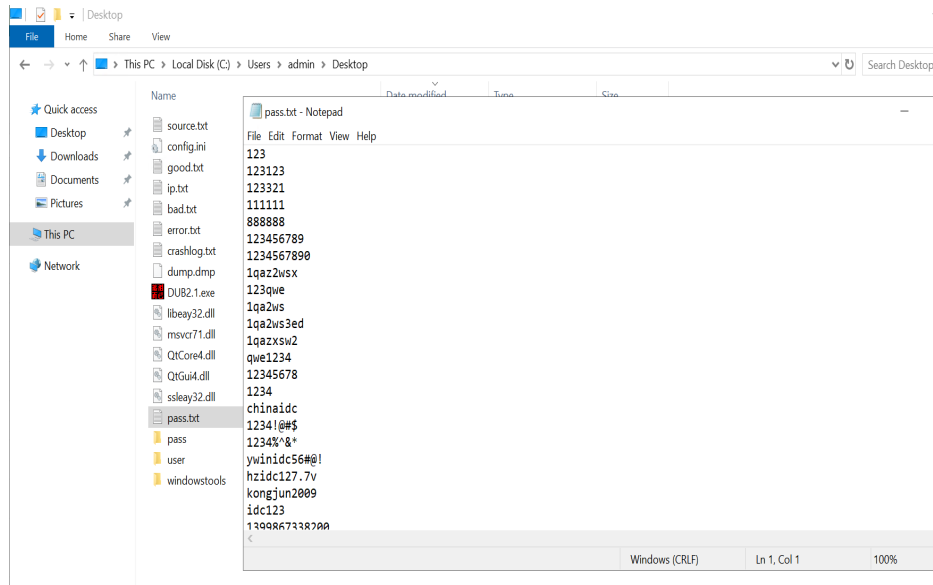 Desktop
File Home Share View
This PC > Local Disk (C:) > Users > admin > Desktop
Search Desktop
Name Date modified Type Size
Quick access
Desktop
Downloads
Documents
Pictures
This PC
Network
source.txt
config.ini
good.txt
ip.txt
bad.txt
error.txt
crashlog.txt
dump.dmp
DUB2.1.exe
libeay32.dll
msvcr71.dll
QtCore4.dll
QtGui4.dll
ssleay32.dll
pass.txt
pass
user
windowstools
pass.txt - Notepad
File Edit Format View Help
123
123123
123321
111111
888888
123456789
1234567890
1qaz2wsx
123qwe
1qa2ws
1qa2ws3ed
1qazxsw2
qwe1234
12345678
1234
chinaidc
1234!@#$
1234%^&*
ywinidc56#@!
hzidc127.7v
kongjun2009
idc123
1399867338200
Windows (CRLF) Ln 1, Col 1 100%